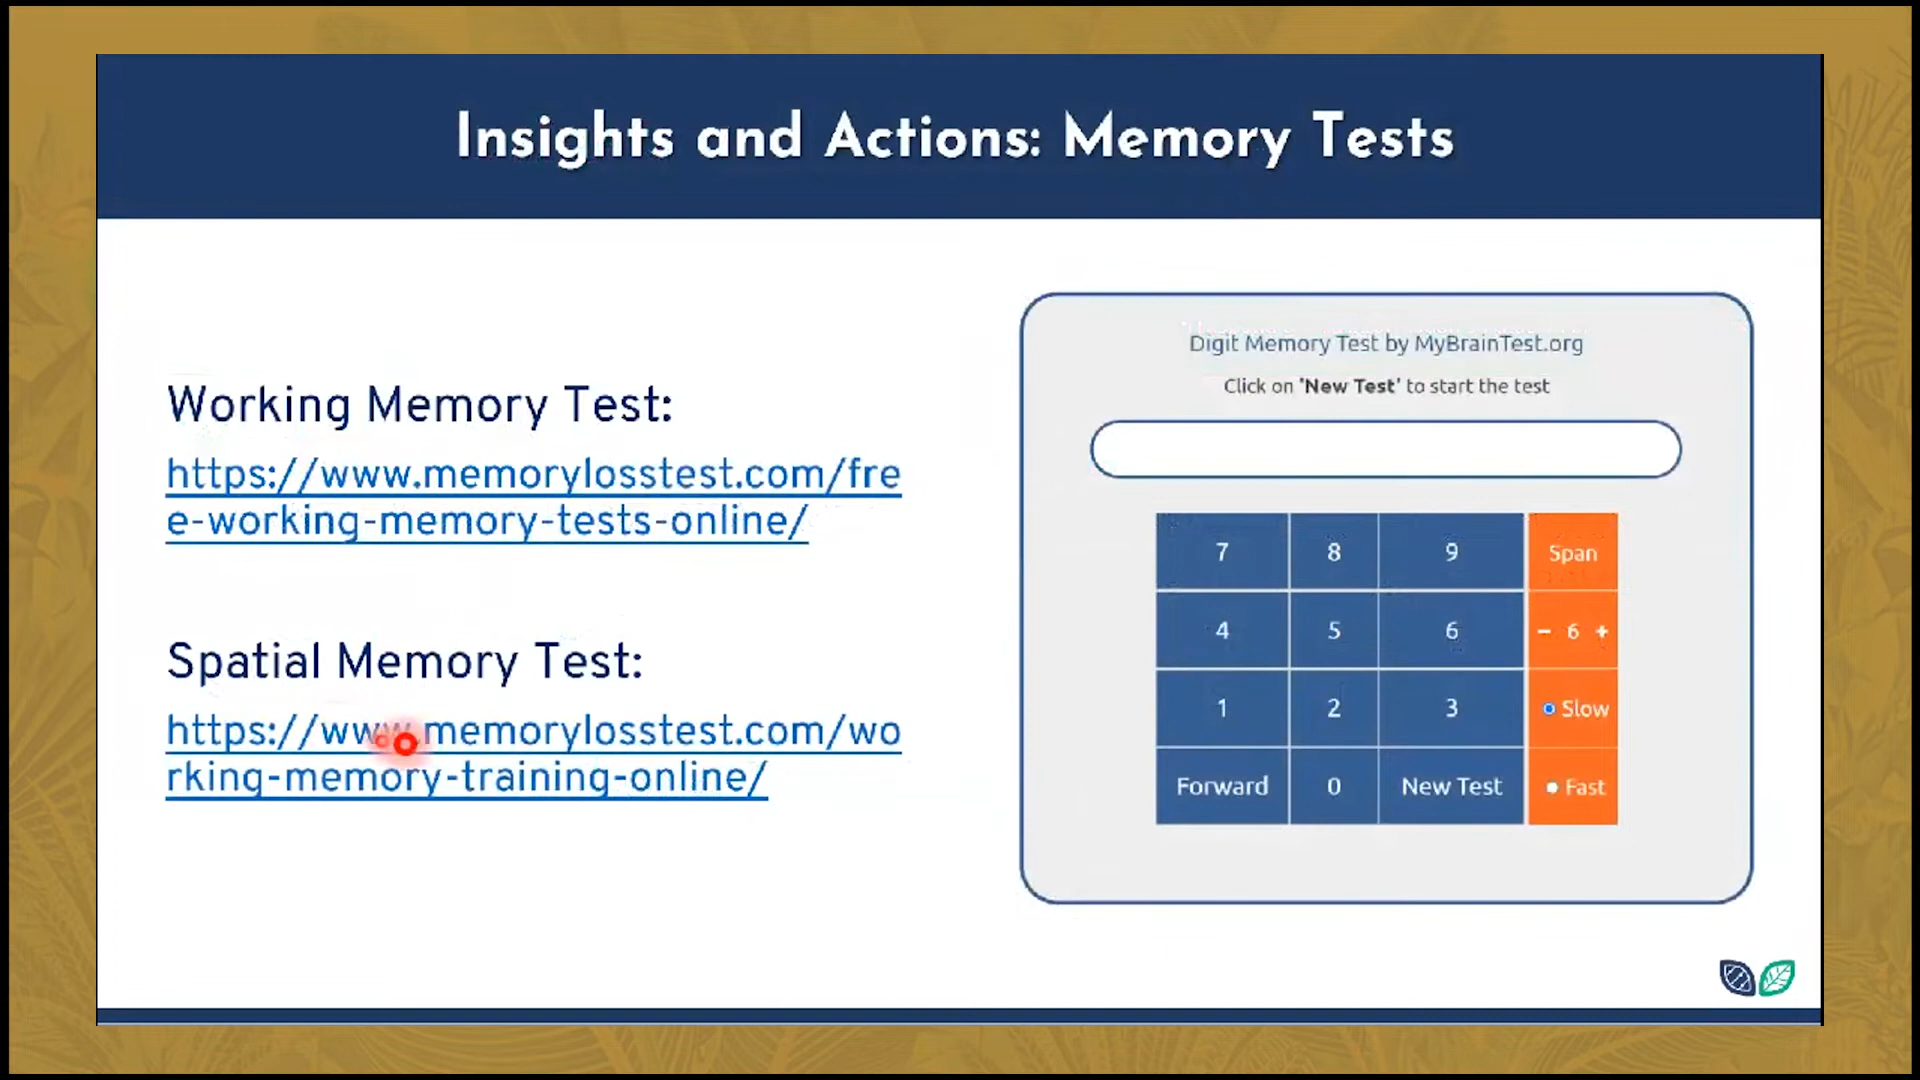 Insights and Actions: Memory Tests
Working Memory Test:
https://www.memorylosstest.com/fre
e-working-memory-tests-online/
Spatial Memory Test:
https://www.memorylosstest.com/wo
rking-memory-training-online/
Digit Memory Test by MyBrainTest.org
Click on 'New Test' to start the test
7 8 9 Span
4 5 6 − 6 +
1 2 3 Slow
Forward 0 New Test Fast